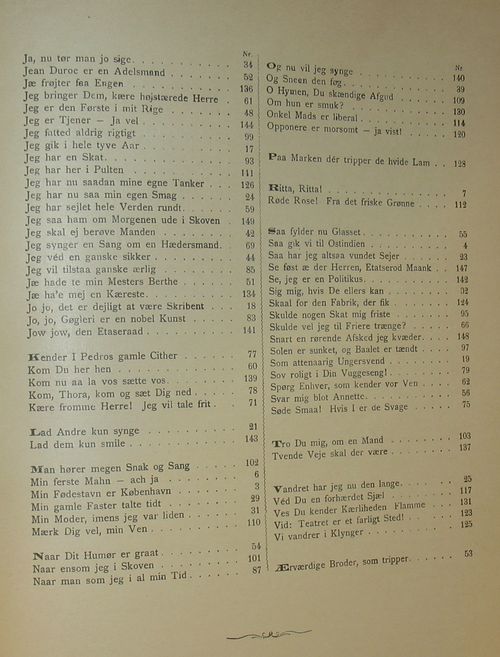 Nr.
Ja, nu tør man jo sige. . . . . . . . . . . 34
Jean Duroc er en Adelsmand . . . . . . . 52
Jæ frøjter fea Engen . . . . . . . . . . . 136
Jeg bringer Dem, kære højstærede Herre . 61
Jeg er den Første i mit Rige . . . . . . . 48
Jeg er Tjener — Ja vel . . . . . . . . . . 144
Jeg fatted aldrig rigtigt . . . . . . . . . 99
Jeg gik i hele tyve Aar . . . . . . . . . . 17
Jeg har en Skat. . . . . . . . . . . . . . 93
Jeg har her i Pulten . . . . . . . . . . . 111
Jeg har nu saadan mine egne Tanker . . . 126
Jeg har nu saa min egen Smag . . . . . . 24
Jeg har sejlet hele Verden rundt. . . . . . 59
Jeg saa ham om Morgenen ude i Skoven . 149
Jeg skal ej berøve Manden . . . . . . . . 42
Jeg synger en Sang om en Hædersmand. . 69
Jeg véd en ganske sikker . . . . . . . . . 44
Jeg vil tilstaa ganske ærlig . . . . . . . . 85
Jæ hade te min Mesters Berthe . . . . . . 51
Jæ ha'e mej en Kæreste. . . . . . . . . . 134
Jo jo, det er dejligt at være Skribent . . . 18
Jo, jo, Gøgleri er en nobel Kunst . . . . . 83
Jow jow, den Etaseraad . . . . . . . . . . 141
Kender I Pedros gamle Cither . . . . . . . 77
Kom Du her hen . . . . . . . . . . . . . 60
Kom nu aa la vos sætte vos. . . . . . . . 139
Kom, Thora, kom og sæt Dig ned . . . . . 78
Kære fromme Herre! Jeg vil tale frit . . . 71
Lad Andre kun synge . . . . . . . . . . . 21
Lad dem kun smile . . . . . . . . . . . . 143
Man hører megen Snak og Sang . . . . . . 102
Min ferste Mahn — ach ja . . . . . . . . . 6
Min Fødestavn er København . . . . . . . 3
Min gamle Faster talte tidt . . . . . . . . 29
Min Moder, imens jeg var liden . . . . . . 31
Mærk Dig vel, min Ven . . . . . . . . . . 110
Naar Dit Humør er graat . . . . . . . . . 54
Naar ensom jeg i Skoven . . . . . . . . . 101
Naar man som jeg i al min Tid . . . . . . 87
Nr.
Og nu vil jeg synge . . . . . . . . . . . 140
Og Sneen den føg. . . . . . . . . . . . . 39
O Hymen, Du skændige Afgud . . . . . . 109
Om hun er smuk? . . . . . . . . . . . . 130
Onkel Mads er liberal . . . . . . . . . . 114
Opponere er morsomt — ja vist! . . . . . 120
Paa Marken dér tripper de hvide Lam . . 128
Ritta, Ritta! . . . . . . . . . . . . . . . 7
Røde Rose! Fra det friske Grønne . . . . 112
Saa fylder nu Glasset . . . . . . . . . . . 55
Saa gik vi til Ostindien . . . . . . . . . . 4
Saa har jeg altsaa vundet Sejer . . . . . . 23
Se føst æ der Herren, Etatserod Maank . . 147
Se, jeg er en Politikus . . . . . . . . . . . 142
Sig mig, hvis De ellers kan . . . . . . . . 32
Skaal for den Fabrik, der fik . . . . . . . 124
Skulde nogen Skat mig friste . . . . . . . 95
Skulde vel jeg til Friere trænge? . . . . . 66
Snart en rørende Afsked jeg kvæder . . . 148
Solen er sunket, og Baalet er tændt . . . 97
Som attenaarig Ungersvend . . . . . . . . 19
Sov roligt i Din Vuggeseng! . . . . . . . . 79
Spørg Enhver, som kender vor Ven . . . . 62
Svar mig blot Annette. . . . . . . . . . . 56
Søde Smaa! Hvis I er de Svage . . . . . 75
Tro Du mig, om en Mand . . . . . . . . 103
Tvende Veje skal der være . . . . . . . . 137
Vandret har jeg nu den lange. . . . . . . 25
Véd Du en forhærdet Sjæl . . . . . . . . 117
Ves Du kender Kærligheden Flamme . . . 131
Vid: Teatret er et farligt Sted! . . . . . . 123
Vi vandrer i Klynger . . . . . . . . . . . 125
Ærværdige Broder, som tripper. . . . . . 53